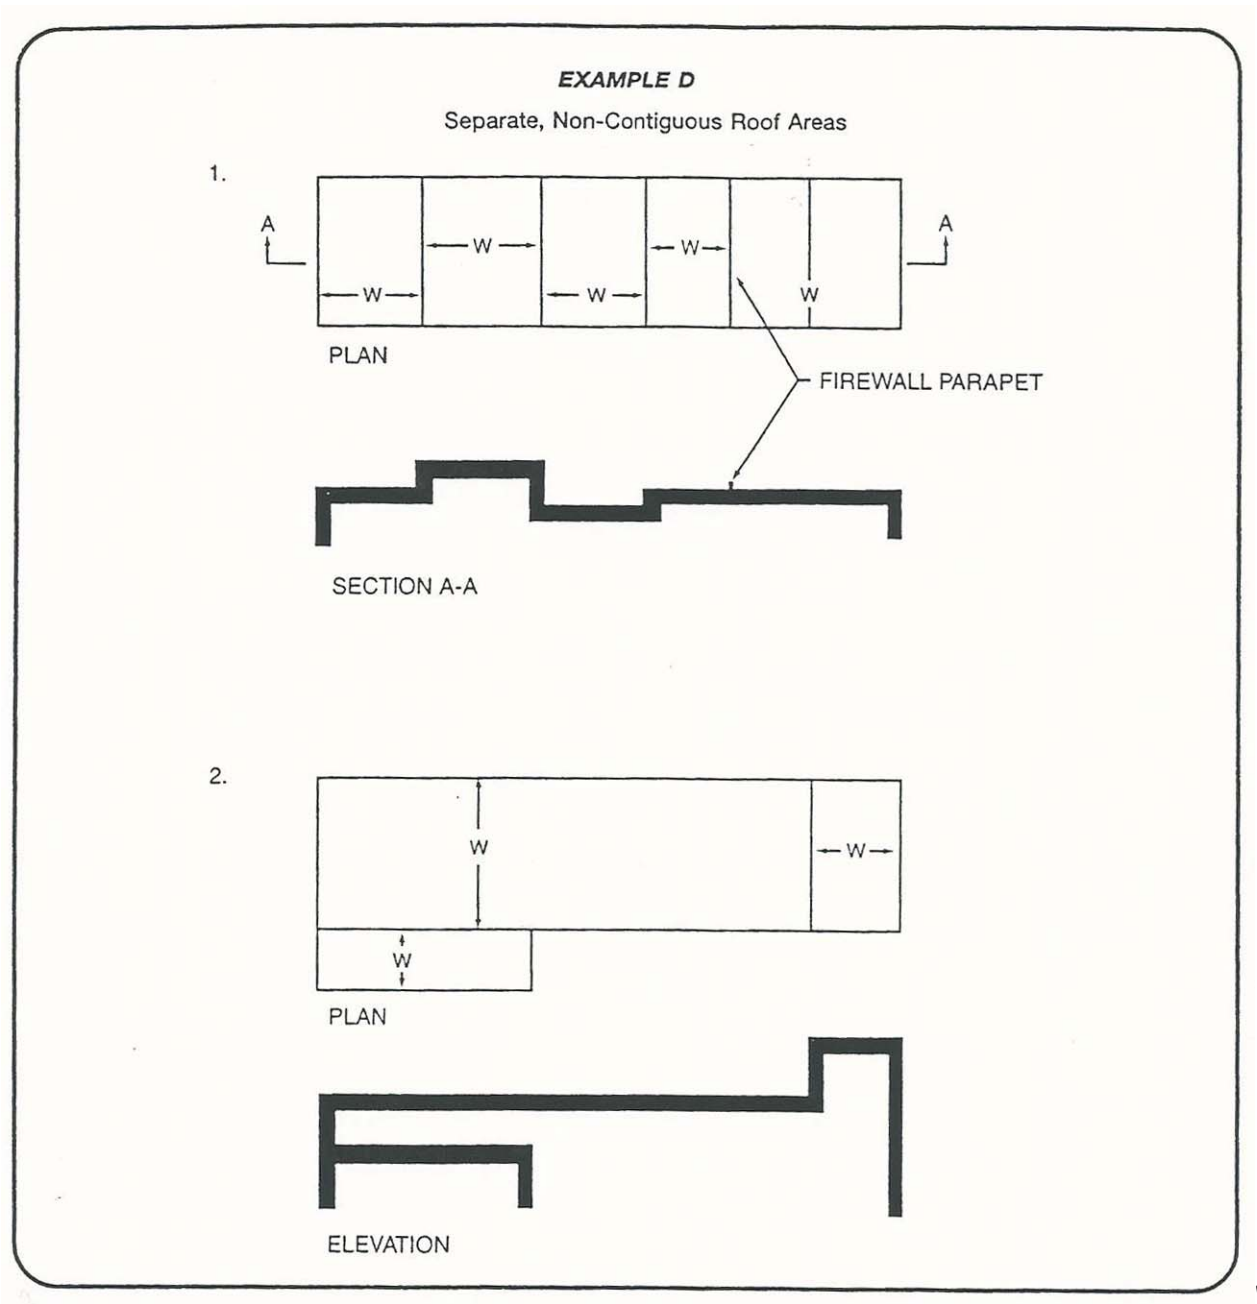 EXAMPLE D
Separate, Non-Contiguous Roof Areas
1.
A
A
W
W
W
W
W
PLAN
FIREWALL PARAPET
SECTION A-A
2.
W
W
W
PLAN
ELEVATION